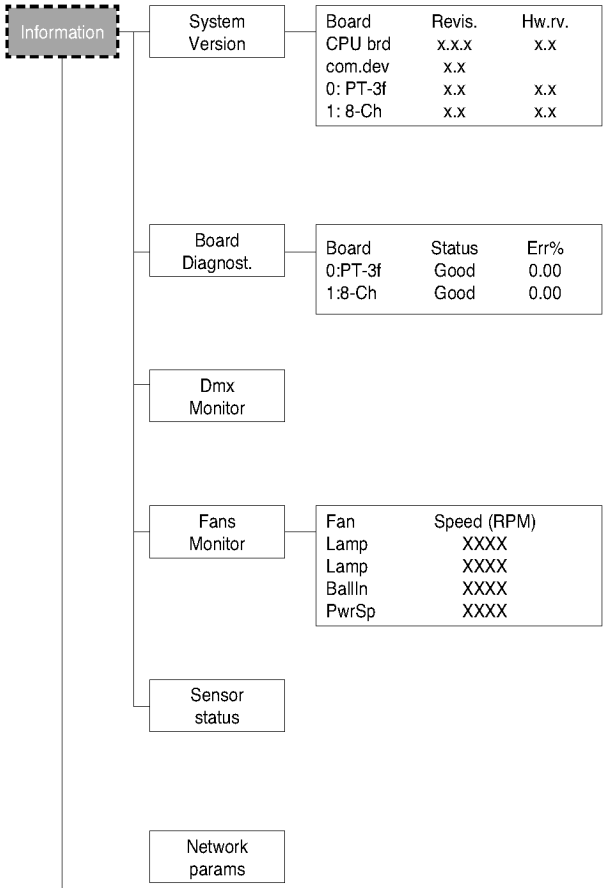 Information
System
Version
Board Revis. Hw.rv.
CPU brd x.x.x x.x
com.dev x.x
0: PT-3f x.x x.x
1: 8-Ch x.x x.x
Board
Diagnost.
Board Status Err%
0:PT-3f Good 0.00
1:8-Ch Good 0.00
Dmx
Monitor
Fans
Monitor
Fan Speed (RPM)
Lamp XXXX
Lamp XXXX
BallIn XXXX
PwrSp XXXX
Sensor
status
Network
params